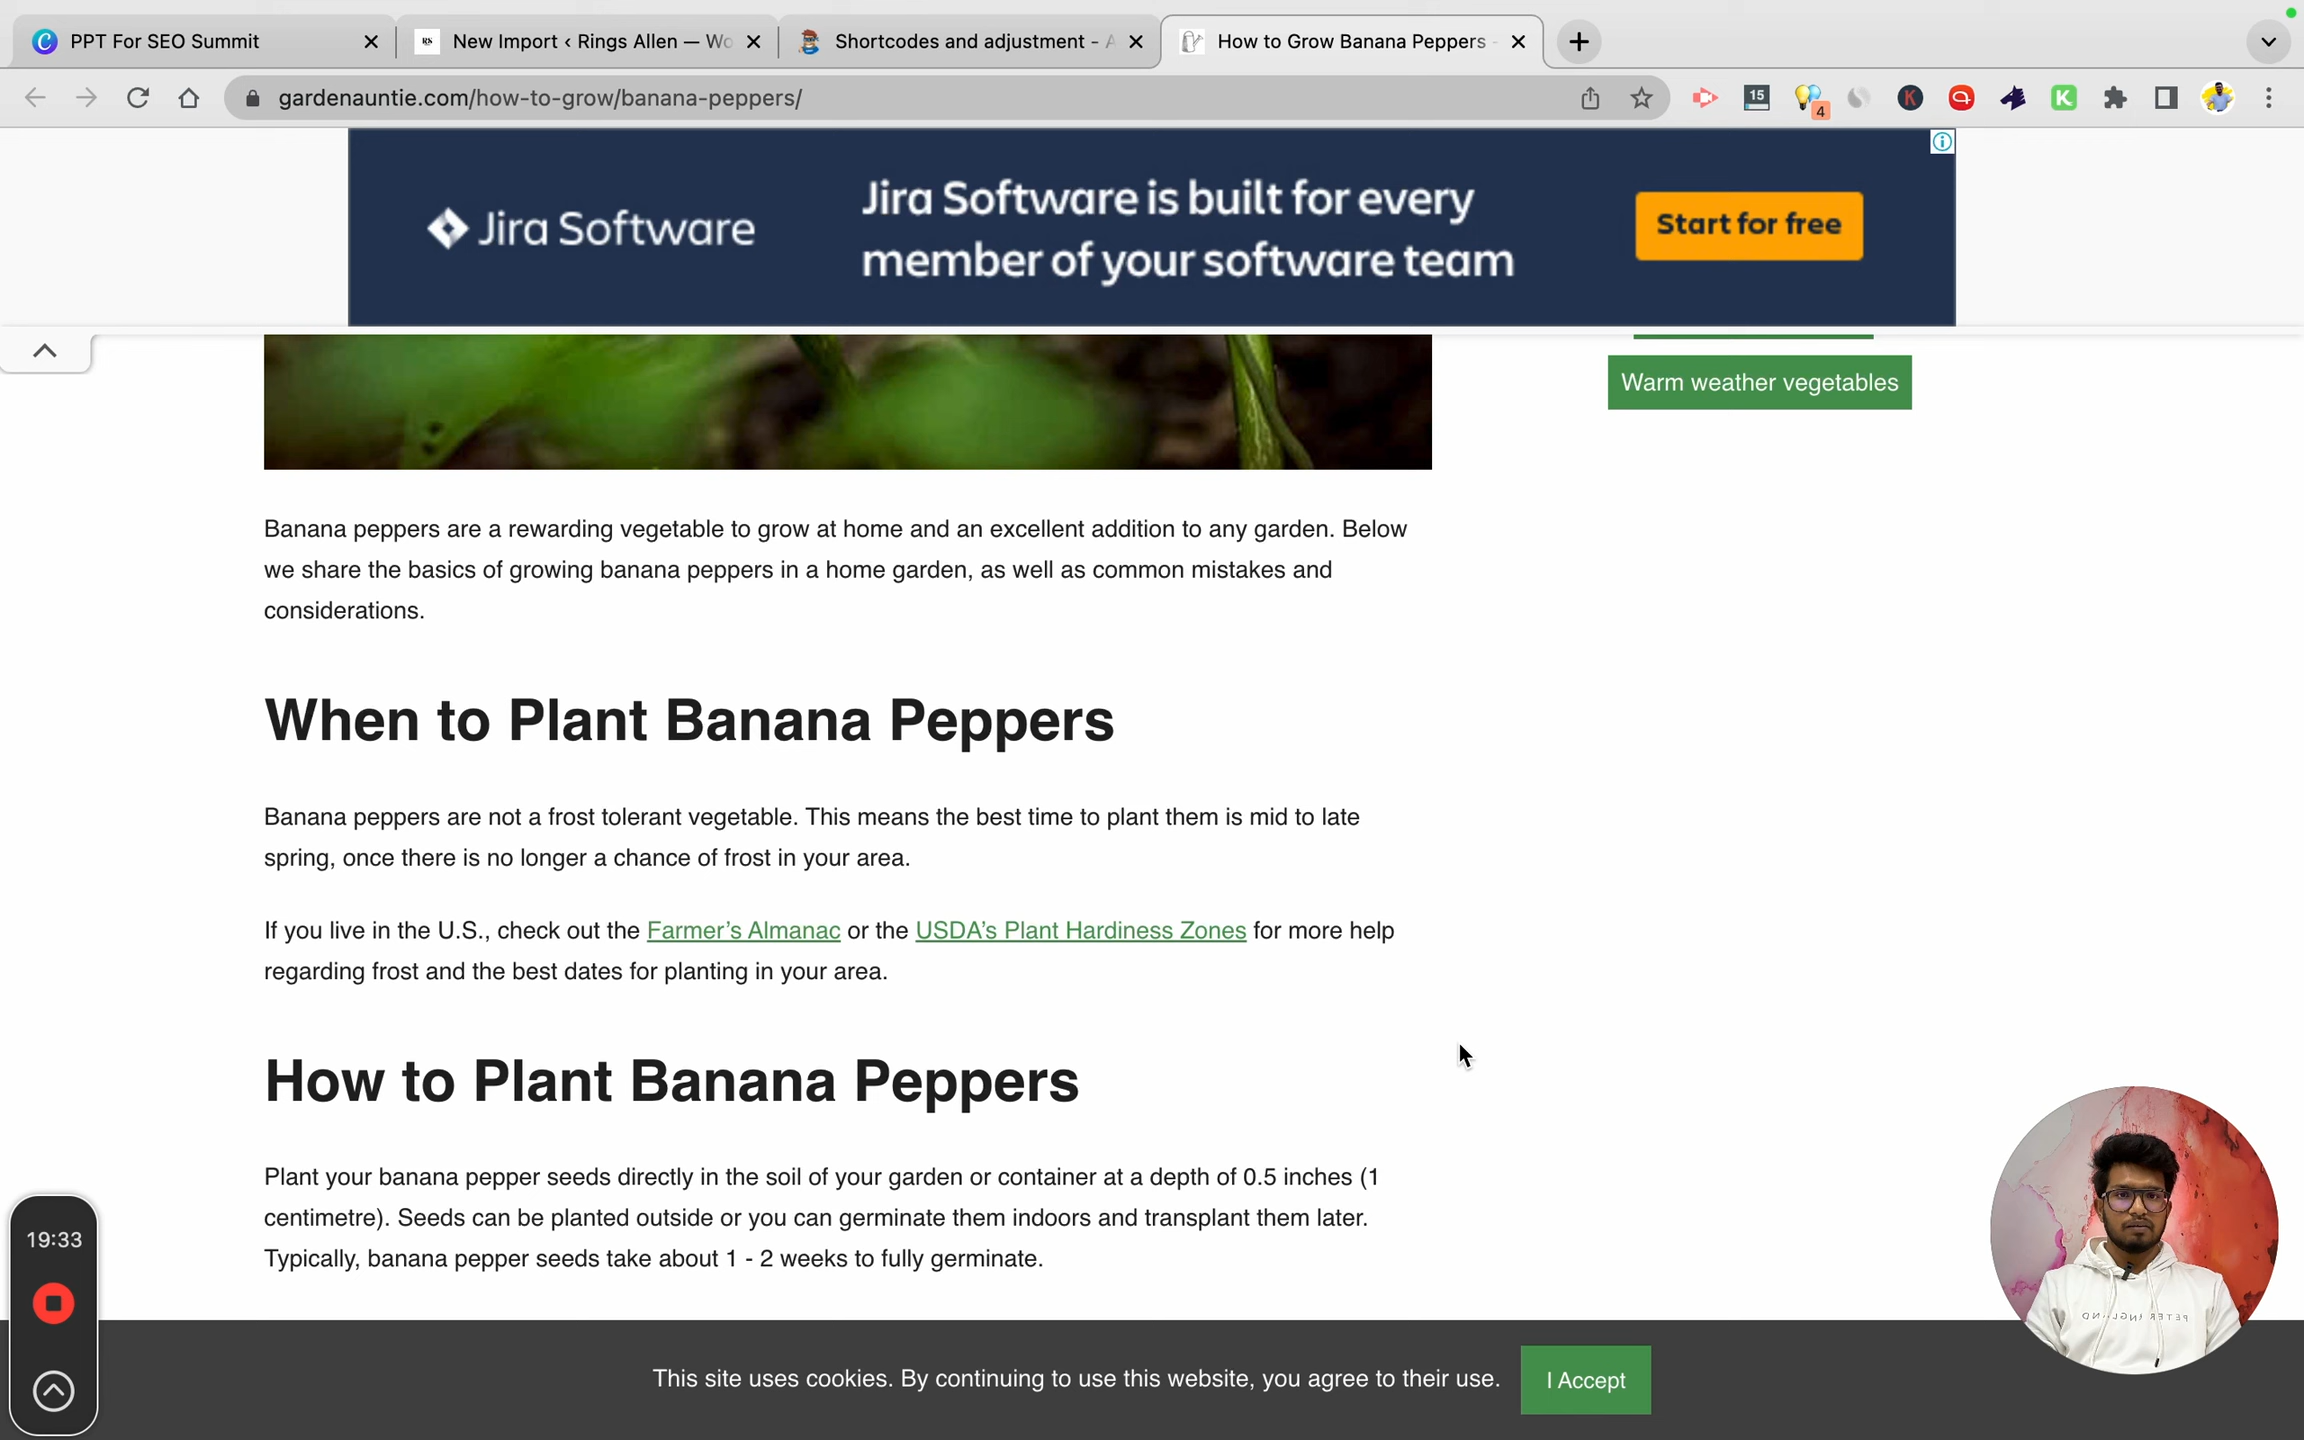 PPT For SEO Summit
New Import ‹ Rings Allen — Wo
Shortcodes and adjustment - A
How to Grow Banana Peppers -
gardenauntie.com/how-to-grow/banana-peppers/
15
4
K
K
Jira Software
Jira Software is built for every
member of your software team
Start for free
Warm weather vegetables
Banana peppers are a rewarding vegetable to grow at home and an excellent addition to any garden. Below
we share the basics of growing banana peppers in a home garden, as well as common mistakes and
considerations.
When to Plant Banana Peppers
Banana peppers are not a frost tolerant vegetable. This means the best time to plant them is mid to late
spring, once there is no longer a chance of frost in your area.
If you live in the U.S., check out the Farmer’s Almanac or the USDA’s Plant Hardiness Zones for more help
regarding frost and the best dates for planting in your area.
How to Plant Banana Peppers
Plant your banana pepper seeds directly in the soil of your garden or container at a depth of 0.5 inches (1
centimetre). Seeds can be planted outside or you can germinate them indoors and transplant them later.
Typically, banana pepper seeds take about 1 - 2 weeks to fully germinate.
19:33
PETER ENGLAND
This site uses cookies. By continuing to use this website, you agree to their use.
I Accept